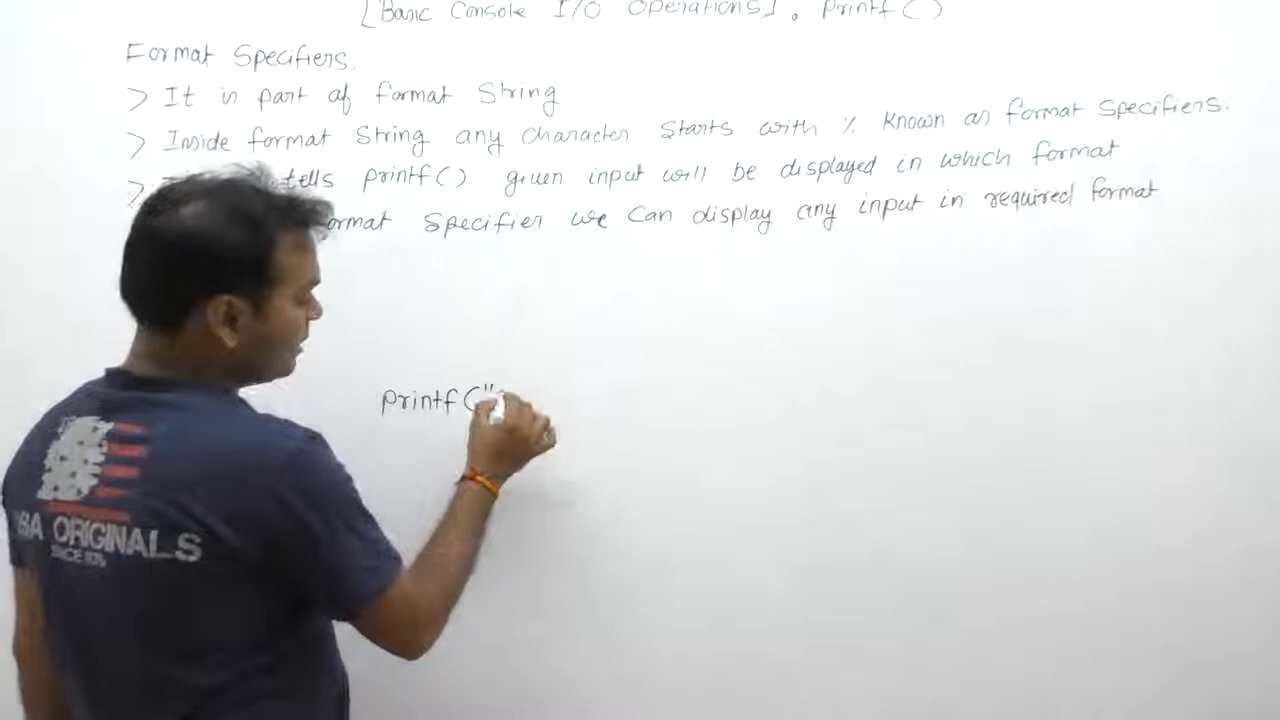 [Basic Console I/O Operations], Printf ( )
Format Specifiers.
> It is part of format String
> Inside format String any character starts with % Known as format specifiers.
> tells printf ( ) given input will be displayed in which format
ormat Specifier we can display any input in required format
printf ("
ORIGINALS
SINCE